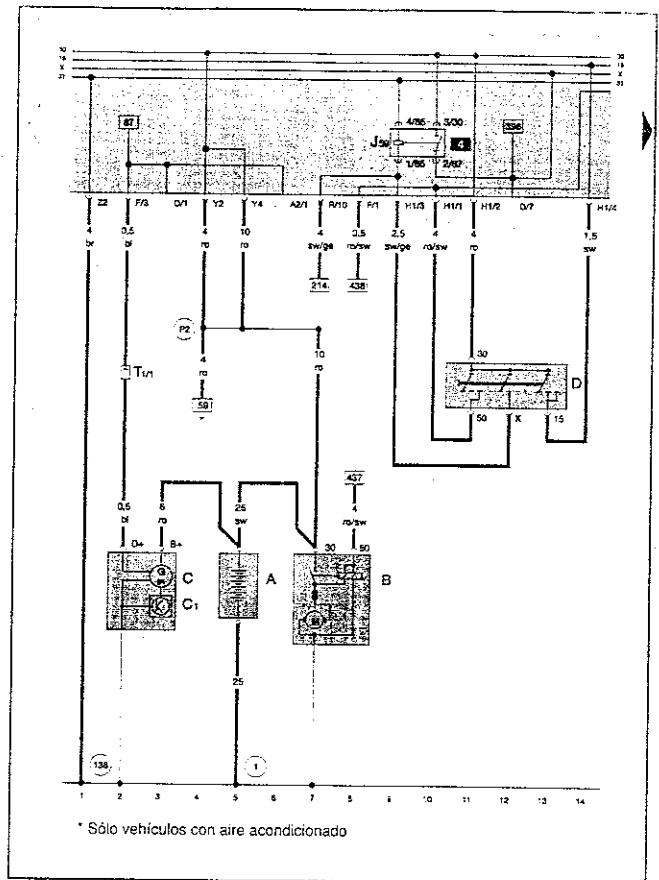 30 30
15 15
X X
31 31
87
4/86 3/30
J59 4
398
1/85 2/87
Z2 F/3 D/1 Y2 Y4 A2/1 R/10 F/1 H1/3 H1/1 H1/2 D/7 H1/4
4 0,5 4 10 4 0,5 2,5 4 4 1,5
br bl ro ro sw/ge ro/sw sw/ge ro/sw ro sw
214 438
P2
30
T1/1
4 10
ro ro
D
59
50 X 15
437
0,5 6 25 4
bl ro sw ro/sw
D+ B+ 30 50
G
C A B
C1
M
25
138 1
1 2 3 4 5 6 7 8 9 10 11 12 13 14
* Sólo vehículos con aire acondicionado